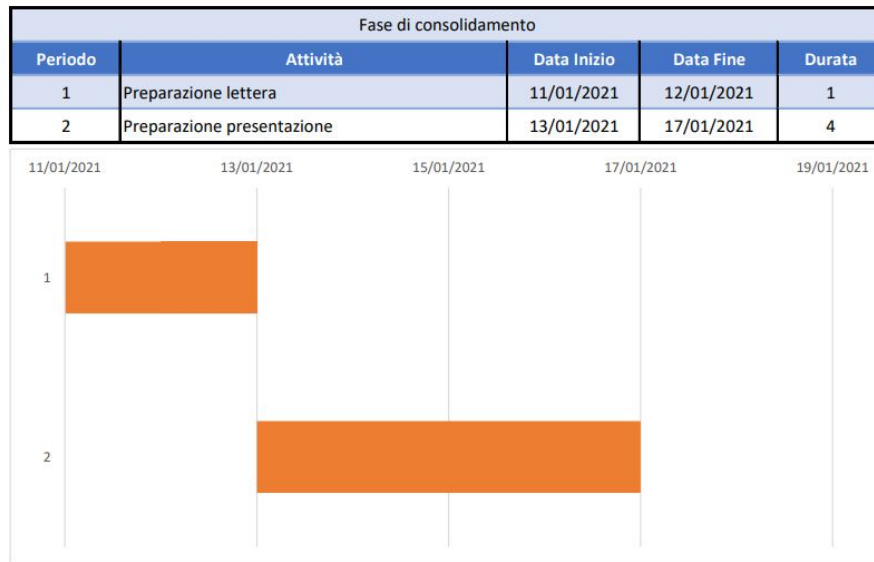 Fase di consolidamento
Periodo Attività Data Inizio Data Fine Durata
1 Preparazione lettera 11/01/2021 12/01/2021 1
2 Preparazione presentazione 13/01/2021 17/01/2021 4
11/01/2021 13/01/2021 15/01/2021 17/01/2021 19/01/2021
1
2